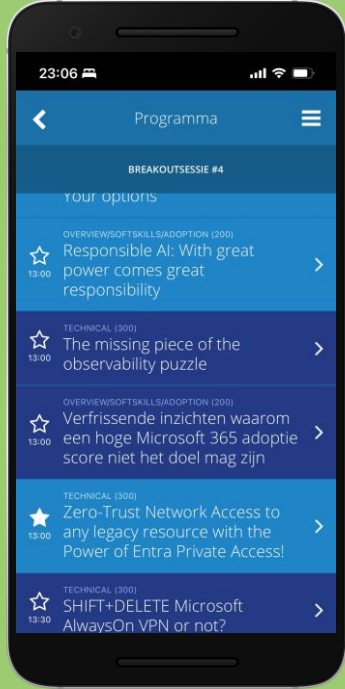 23:06
Programma
BREAKOUTSESSIE #4
Your options
OVERVIEW/SOFTSKILLS/ADOPTION (200)
Responsible AI: With great
power comes great
responsibility
13:00
TECHNICAL (300)
The missing piece of the
observability puzzle
13:00
OVERVIEW/SOFTSKILLS/ADOPTION (200)
Verfrissende inzichten waarom
een hoge Microsoft 365 adoptie
score niet het doel mag zijn
13:00
TECHNICAL (300)
Zero-Trust Network Access to
any legacy resource with the
Power of Entra Private Access!
13:00
TECHNICAL (300)
SHIFT+DELETE Microsoft
AlwaysOn VPN or not?
13:30